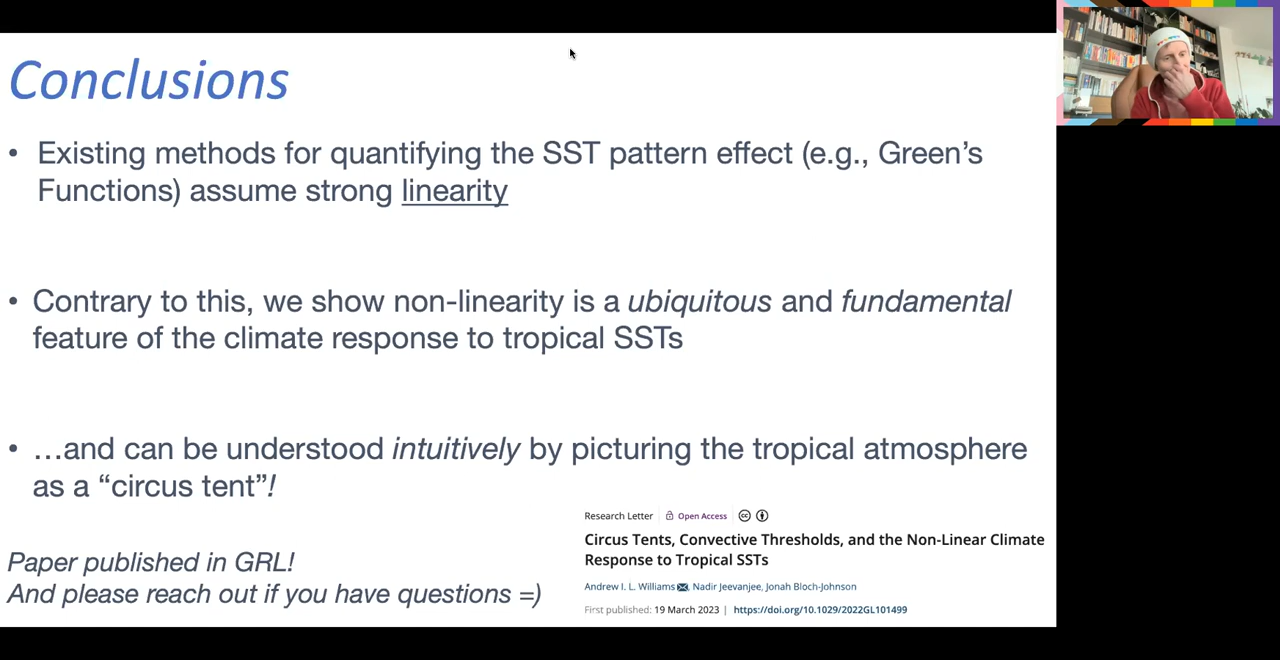 Conclusions
• Existing methods for quantifying the SST pattern effect (e.g., Green’s
Functions) assume strong linearity
• Contrary to this, we show non-linearity is a ubiquitous and fundamental
feature of the climate response to tropical SSTs
• …and can be understood intuitively by picturing the tropical atmosphere
as a “circus tent”!
Research Letter Open Access
Circus Tents, Convective Thresholds, and the Non-Linear Climate
Response to Tropical SSTs
Paper published in GRL!
Andrew I. L. Williams, Nadir Jeevanjee, Jonah Bloch-Johnson
And please reach out if you have questions =)
First published: 19 March 2023 | https://doi.org/10.1029/2022GL101499